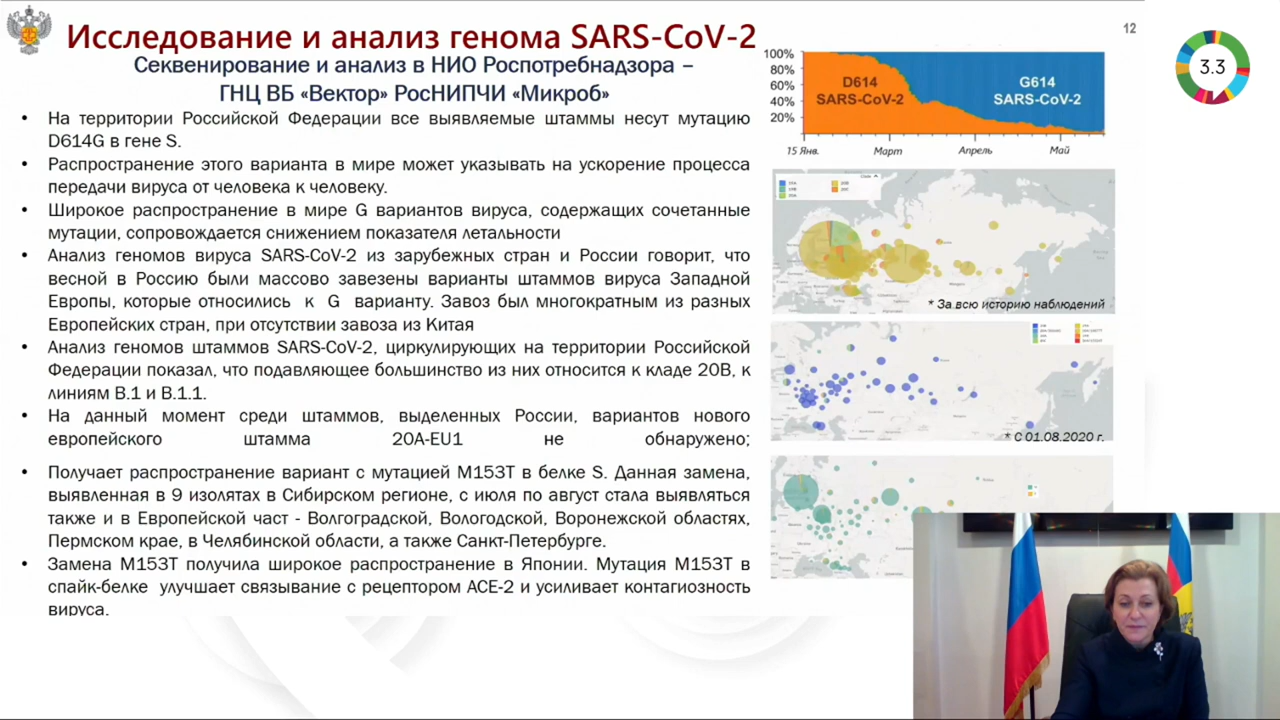 Исследование и анализ генома SARS-CoV-2
Секвенирование и анализ в НИО Роспотребнадзора –
ГНЦ ВБ «Вектор» РосНИПЧИ «Микроб»
• На территории Российской Федерации все выявляемые штаммы несут мутацию
D614G в гене S.
• Распространение этого варианта в мире может указывать на ускорение процесса
передачи вируса от человека к человеку.
• Широкое распространение в мире G вариантов вируса, содержащих сочетанные
мутации, сопровождается снижением показателя летальности
• Анализ геномов вируса SARS-CoV-2 из зарубежных стран и России говорит, что
весной в Россию были массово завезены варианты штаммов вируса Западной
Европы, которые относились к G варианту. Завоз был многократным из разных
Европейских стран, при отсутствии завоза из Китая
• Анализ геномов штаммов SARS-CoV-2, циркулирующих на территории Российской
Федерации показал, что подавляющее большинство из них относится к кладе 20B, к
линиям B.1 и B.1.1.
• На данный момент среди штаммов, выделенных России, вариантов нового
европейского штамма 20A-EU1 не обнаружено;
• Получает распространение вариант с мутацией M153T в белке S. Данная замена,
выявленная в 9 изолятах в Сибирском регионе, с июля по август стала выявляться
также и в Европейской част - Волгоградской, Вологодской, Воронежской областях,
Пермском крае, в Челябинской области, а также Санкт-Петербурге.
• Замена M153T получила широкое распространение в Японии. Мутация M153T в
спайк-белке улучшает связывание с рецептором ACE-2 и усиливает контагиозность
вируса.
12
3.3
100%
80%
60%
40%
20%
D614
SARS-CoV-2
G614
SARS-CoV-2
15 Янв.
Март
Апрель
Май
* За всю историю наблюдений
* С 01.08.2020 г.